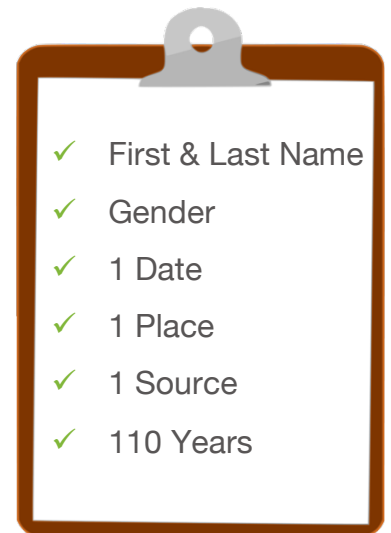 First & Last Name
Gender
1 Date
1 Place
1 Source
110 Years